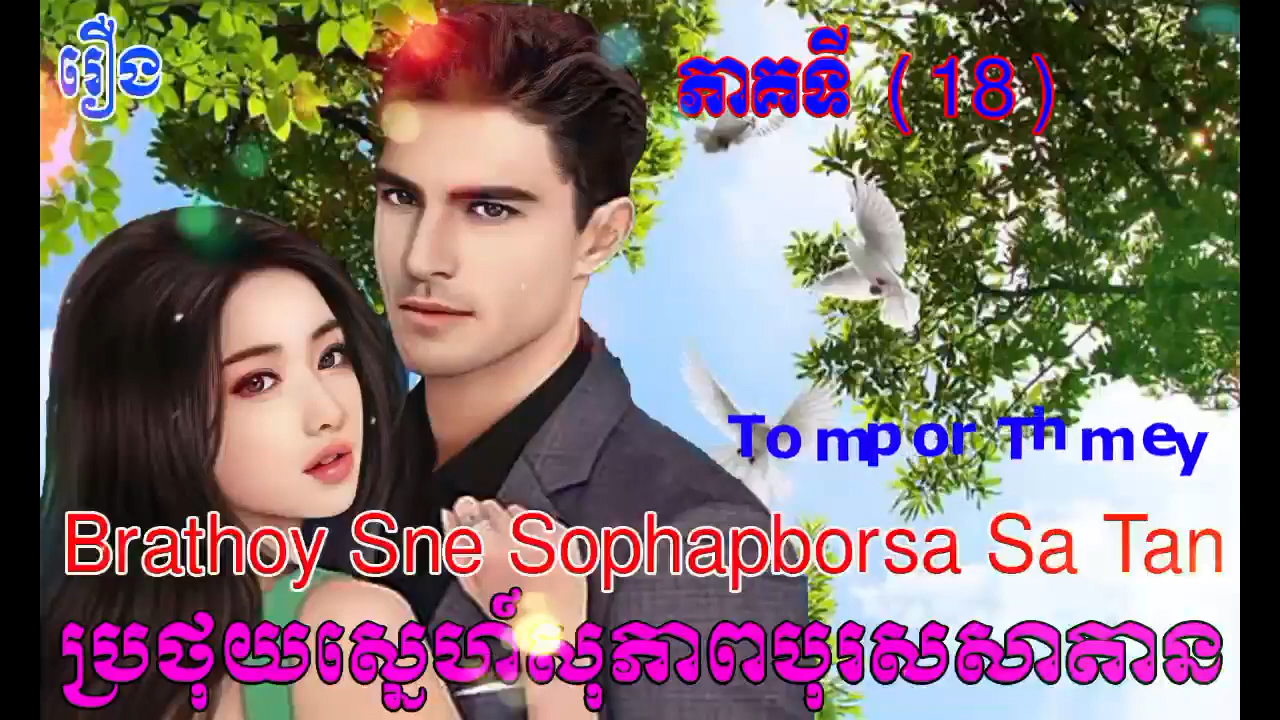 រឿង
ភាគទី (18)
Tompor Thmey
Brathoy Sne Sophapborsa Sa Tan
ប្រថុយស្នេហ៍សុភាពបុរសសាតាន